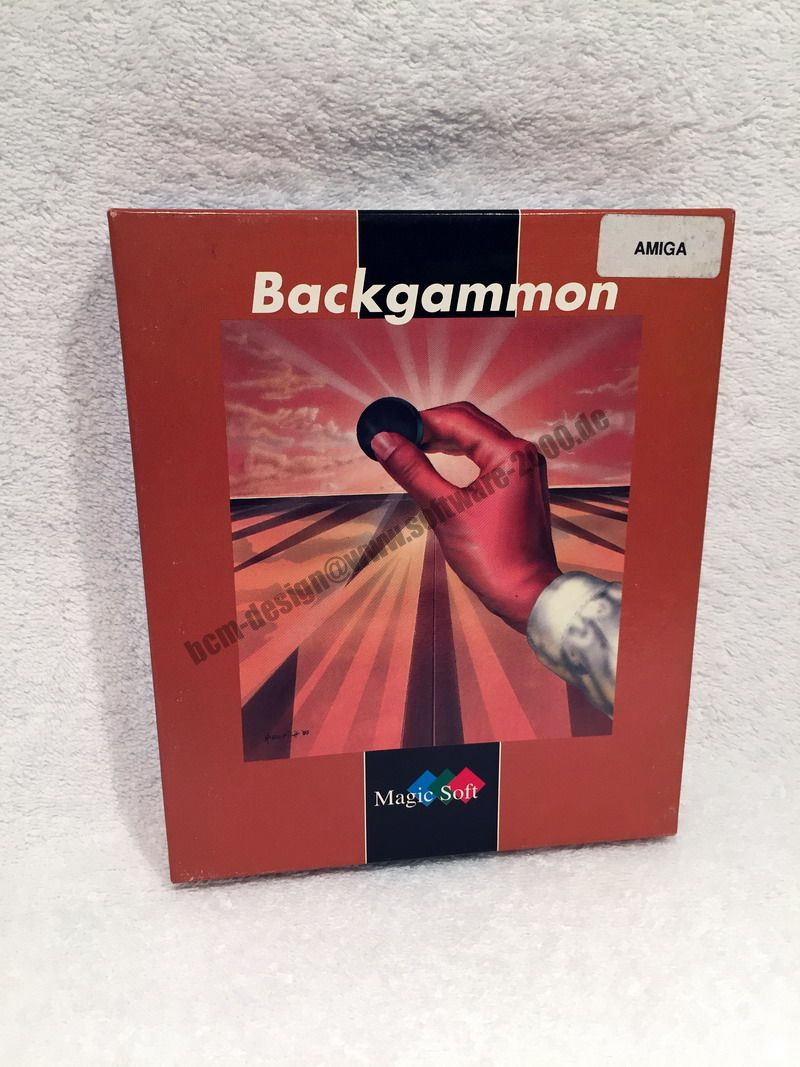 AMIGA
Backgammon
bcm-design@www.software-2000.de
Magic Soft